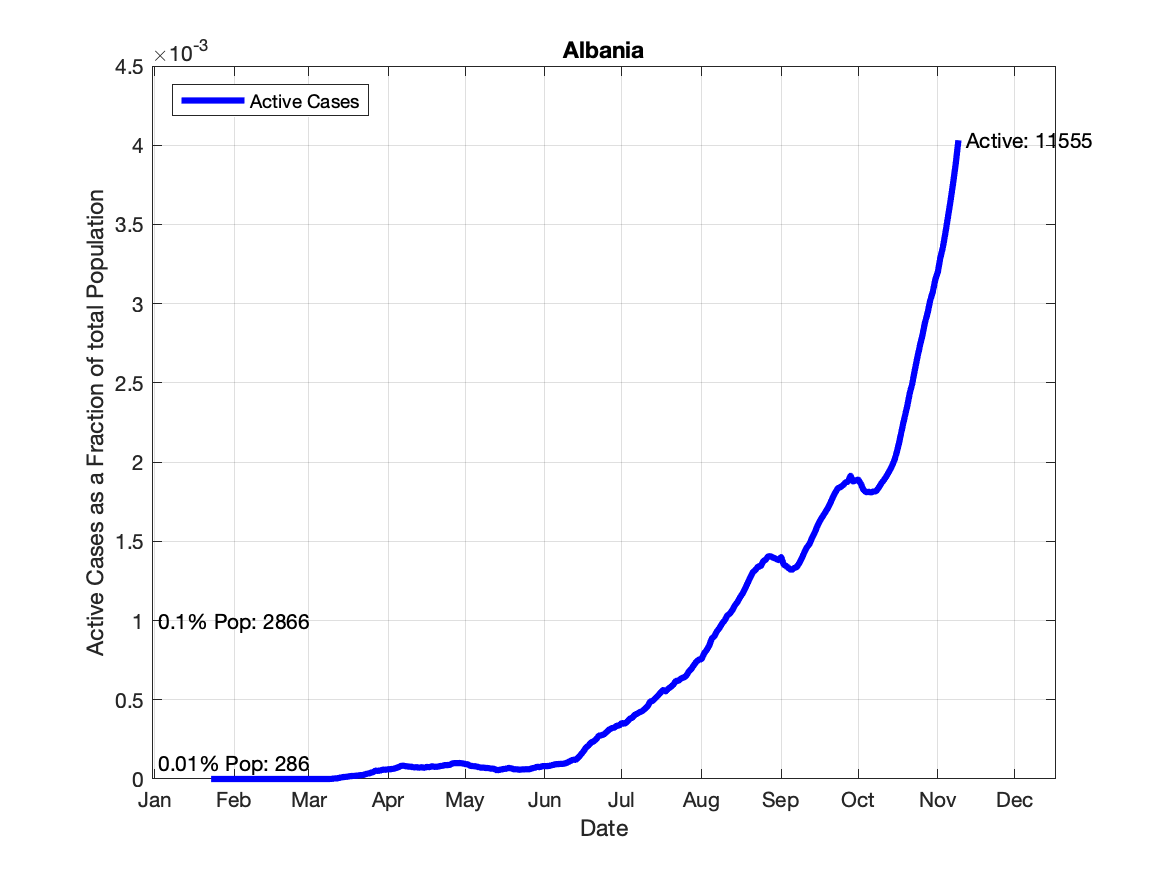 Albania
×10-3
4.5
4
3.5
3
2.5
2
1.5
1
0.5
0
Active Cases as a Fraction of total Population
Active Cases
Active: 11555
0.1% Pop: 2866
0.01% Pop: 286
Jan Feb Mar Apr May Jun Jul Aug Sep Oct Nov Dec
Date